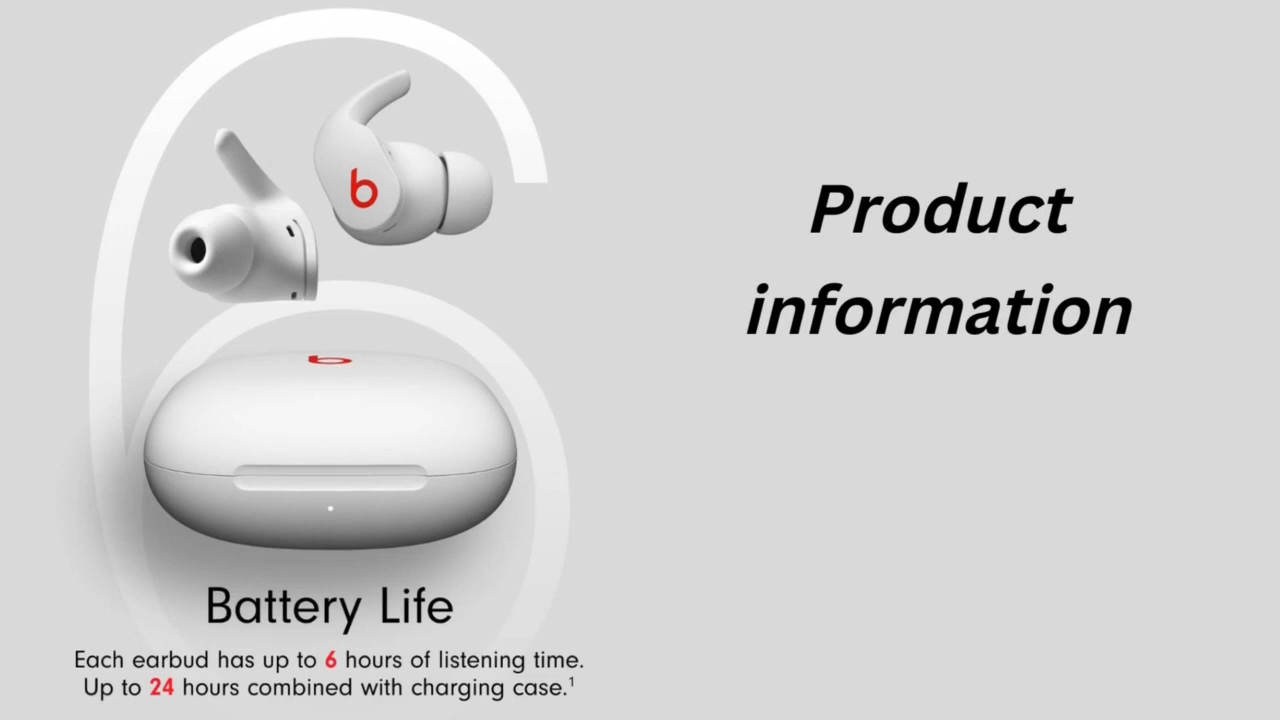 Product
information
b
Battery Life
Each earbud has up to 6 hours of listening time.
Up to 24 hours combined with charging case.¹